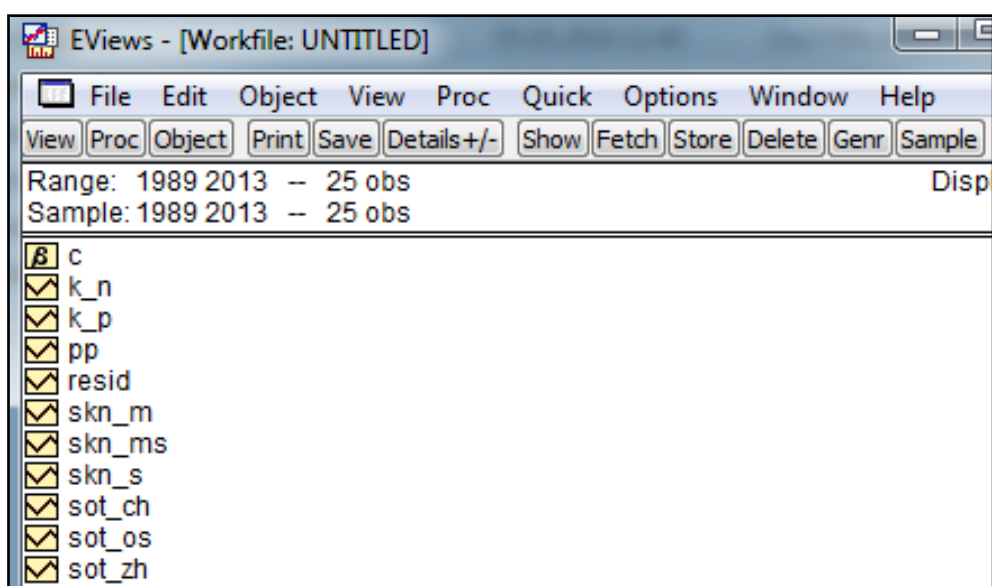 EViews - [Workfile: UNTITLED]
File Edit Object View Proc Quick Options Window Help
View Proc Object Print Save Details+/- Show Fetch Store Delete Genr Sample
Range: 1989 2013 -- 25 obs Displ
Sample: 1989 2013 -- 25 obs
β c
k_n
k_p
pp
resid
skn_m
skn_ms
skn_s
sot_ch
sot_os
sot_zh